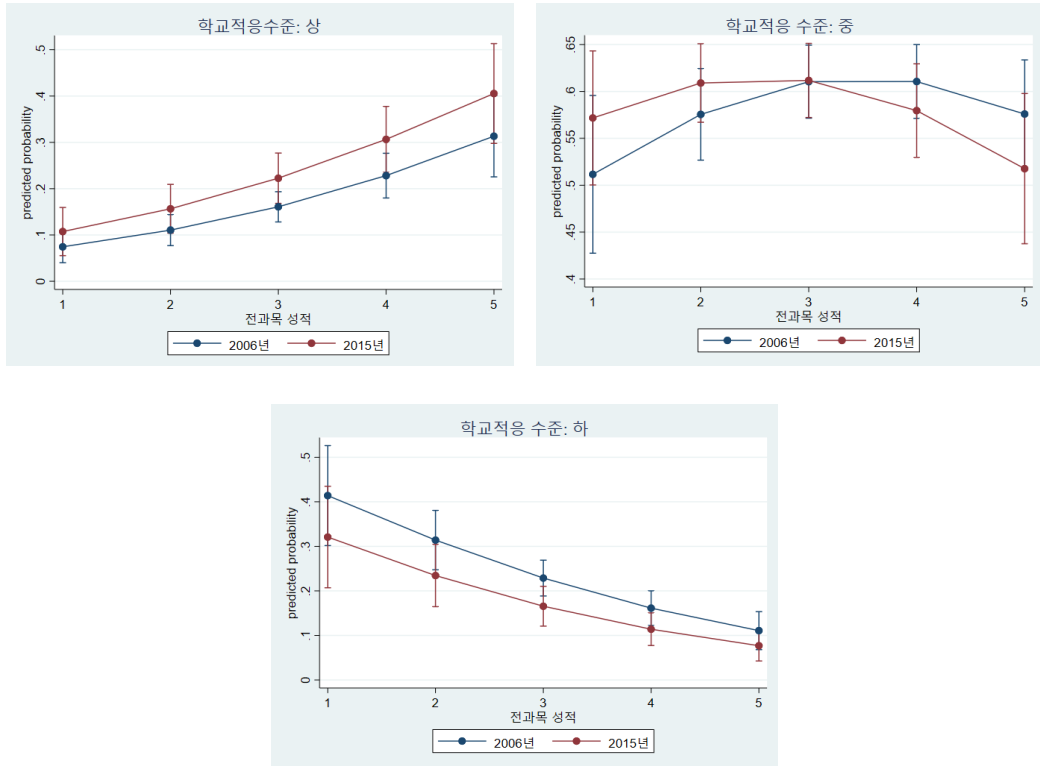 학교적응수준: 상
predicted probability
.5
.4
.3
.2
.1
0
1 2 3 4 5
전과목 성적
2006년 2015년
학교적응 수준: 중
predicted probability
.65
.6
.55
.5
.45
.4
1 2 3 4 5
전과목 성적
2006년 2015년
학교적응 수준: 하
predicted probability
.5
.4
.3
.2
.1
0
1 2 3 4 5
전과목 성적
2006년 2015년